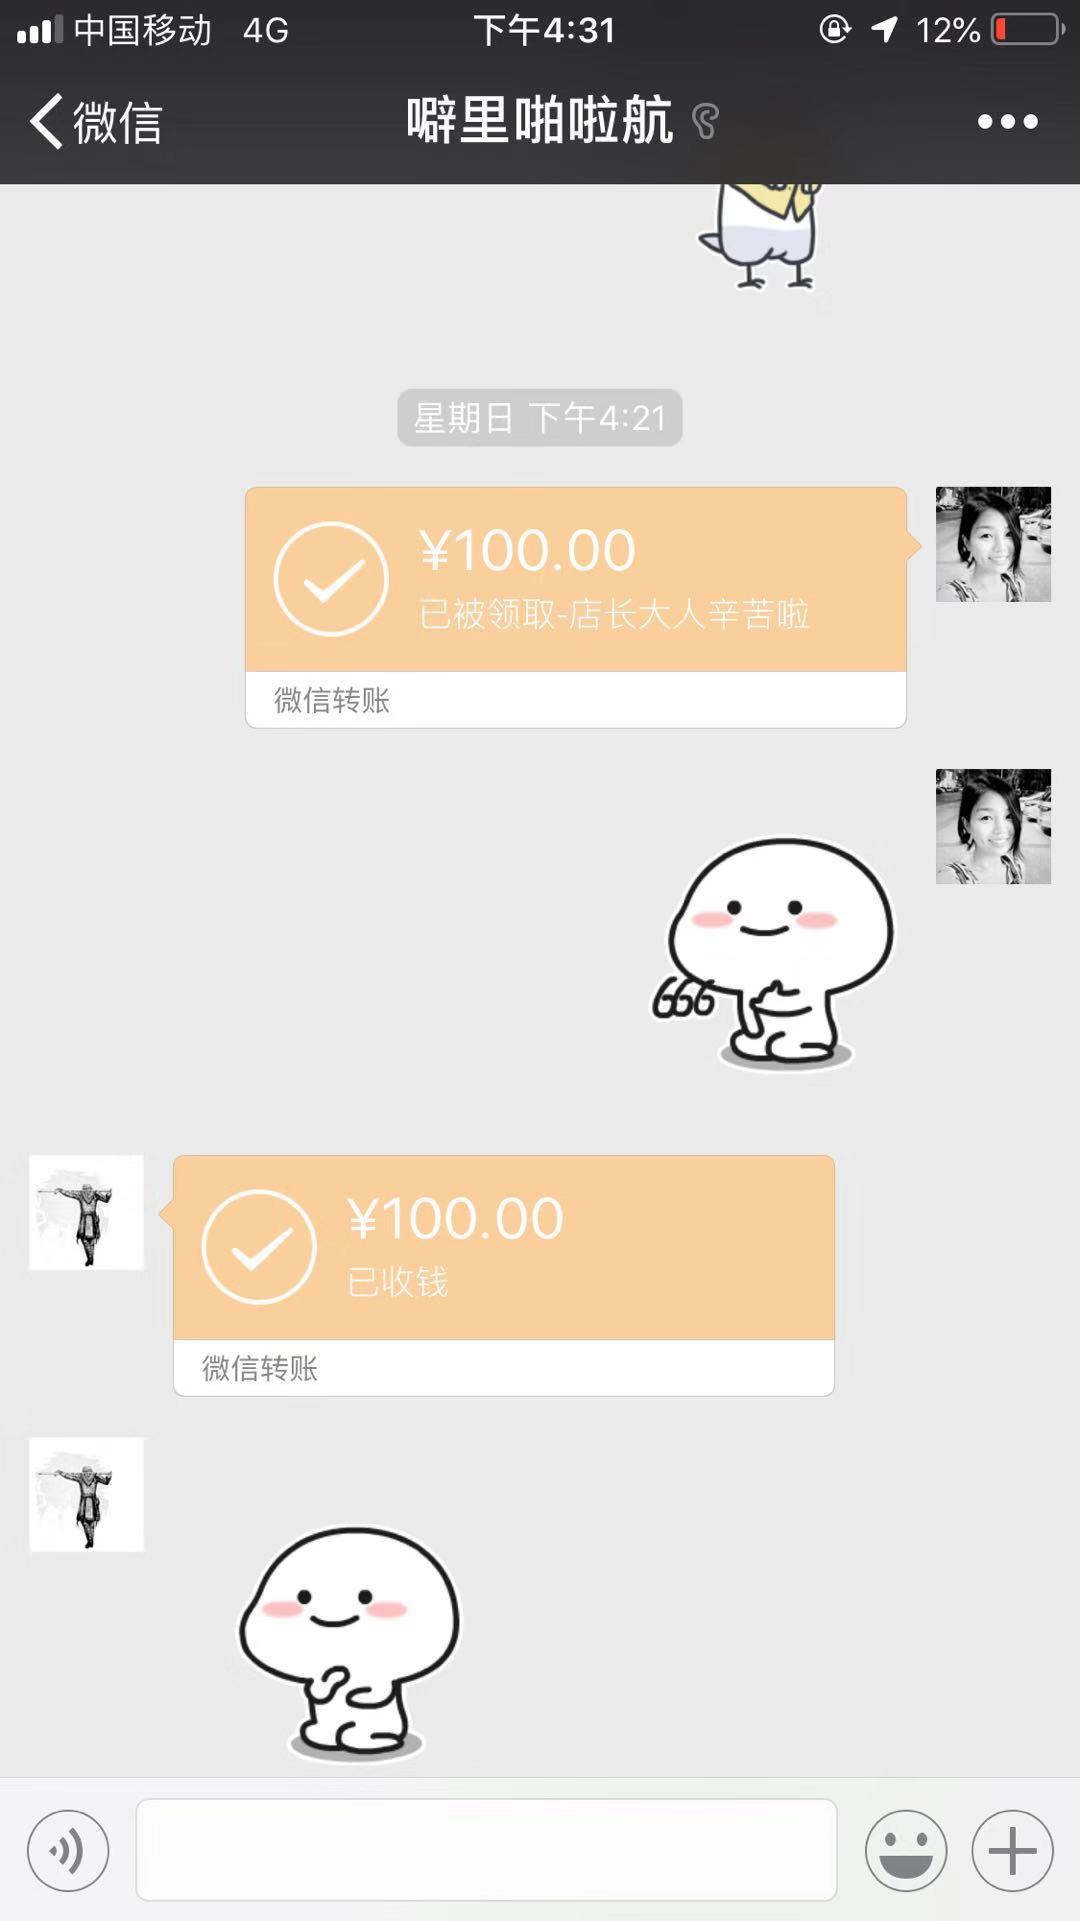 中国移动 4G 下午4:31 12%
微信 噼里啪啦航
星期日 下午4:21
¥100.00
已被领取-店长大人辛苦啦
微信转账
666
¥100.00
已收钱
微信转账